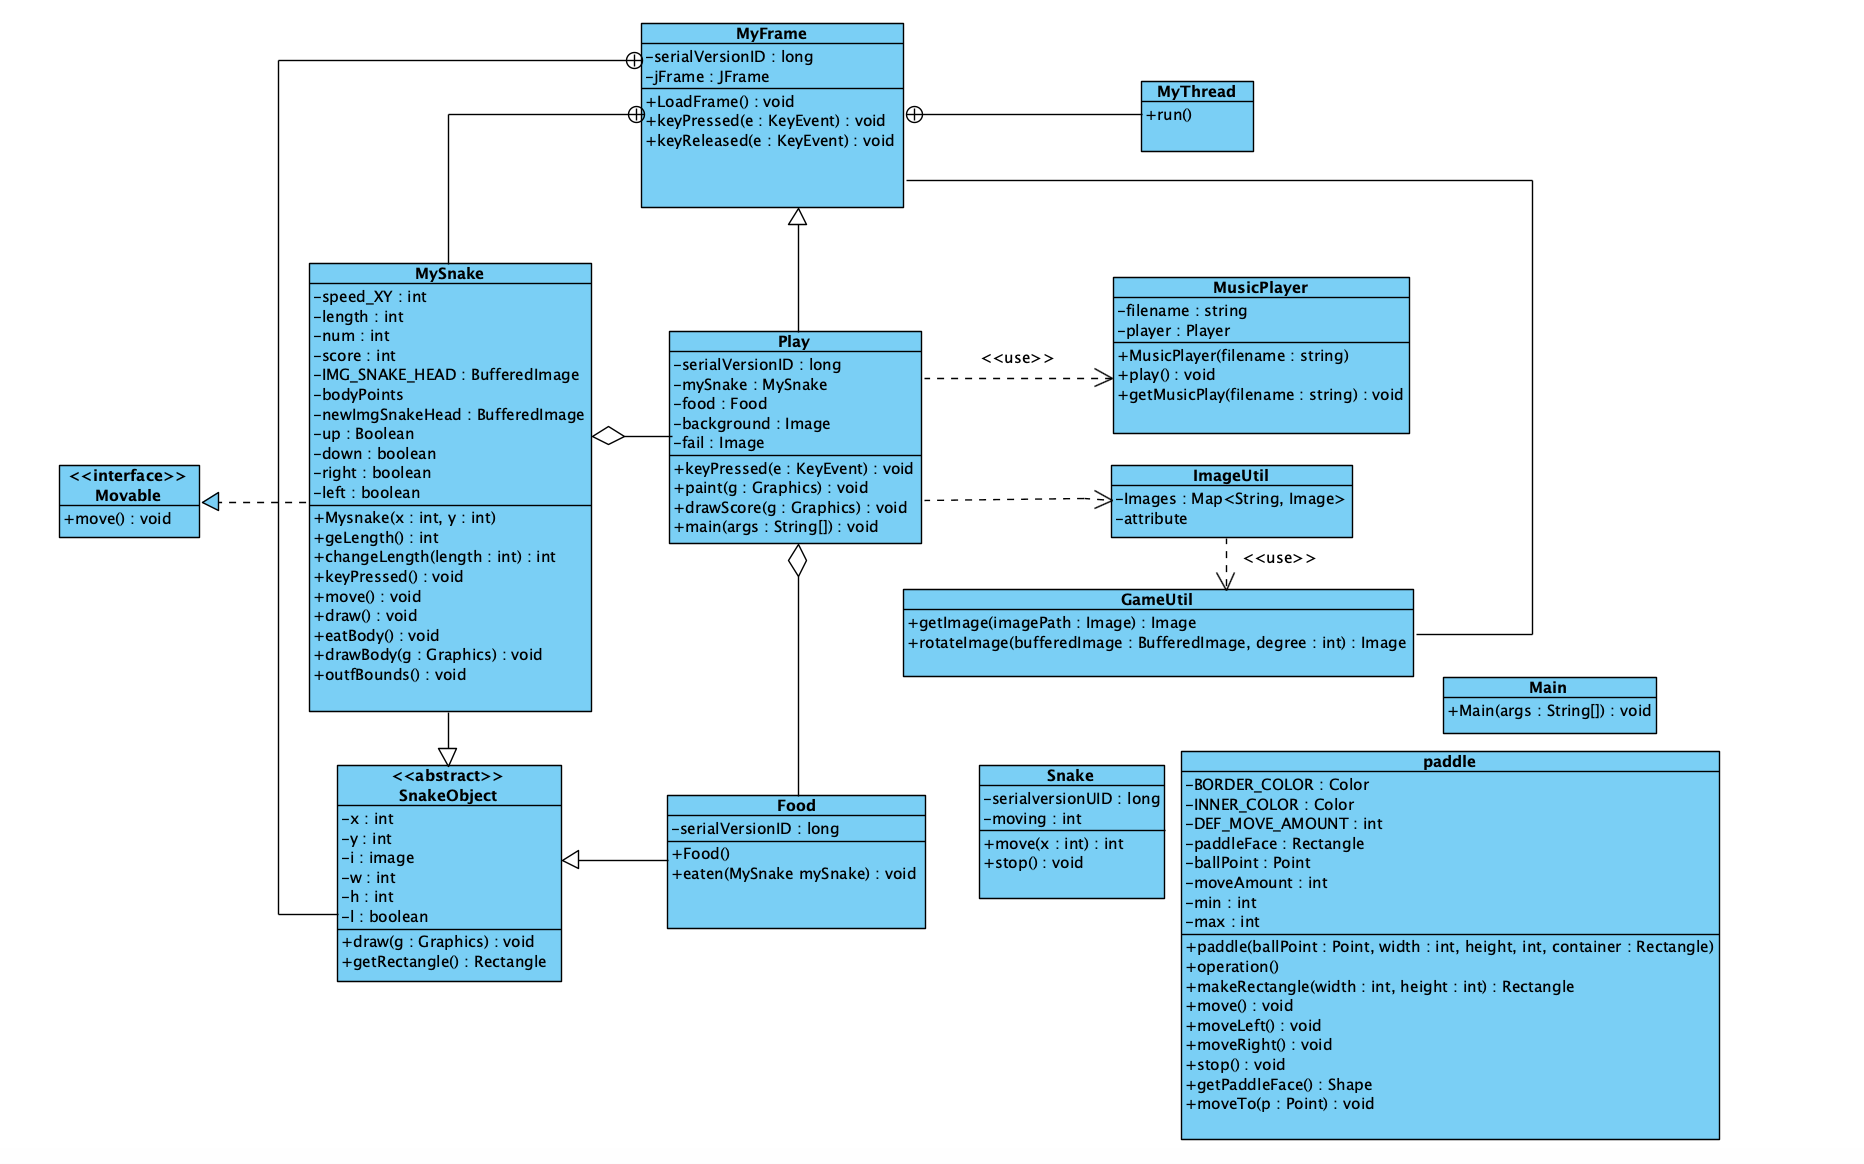 MyFrame
-serialVersionID : long
-jFrame : JFrame
+LoadFrame() : void
+keyPressed(e : KeyEvent) : void
+keyReleased(e : KeyEvent) : void
MyThread
+run()
MySnake
-speed_XY : int
-length : int
-num : int
-score : int
-IMG_SNAKE_HEAD : BufferedImage
-bodyPoints
-newImgSnakeHead : BufferedImage
-up : Boolean
-down : boolean
-right : boolean
-left : boolean
+Mysnake(x : int, y : int)
+geLength() : int
+changeLength(length : int) : int
+keyPressed() : void
+move() : void
+draw() : void
+eatBody() : void
+drawBody(g : Graphics) : void
+outfBounds() : void
Play
-serialVersionID : long
-mySnake : MySnake
-food : Food
-background : Image
-fail : Image
+keyPressed(e : KeyEvent) : void
+paint(g : Graphics) : void
+drawScore(g : Graphics) : void
+main(args : String[]) : void
<<use>>
MusicPlayer
-filename : string
-player : Player
+MusicPlayer(filename : string)
+play() : void
+getMusicPlay(filename : string) : void
<<interface>>
Movable
+move() : void
ImageUtil
-Images : Map<String, Image>
-attribute
<<use>>
GameUtil
+getImage(imagePath : Image) : Image
+rotateImage(bufferedImage : BufferedImage, degree : int) : Image
Main
+Main(args : String[]) : void
<<abstract>>
SnakeObject
-x : int
-y : int
-i : image
-w : int
-h : int
-l : boolean
+draw(g : Graphics) : void
+getRectangle() : Rectangle
Food
-serialVersionID : long
+Food()
+eaten(MySnake mySnake) : void
Snake
-serialversionUID : long
-moving : int
+move(x : int) : int
+stop() : void
paddle
-BORDER_COLOR : Color
-INNER_COLOR : Color
-DEF_MOVE_AMOUNT : int
-paddleFace : Rectangle
-ballPoint : Point
-moveAmount : int
-min : int
-max : int
+paddle(ballPoint : Point, width : int, height, int, container : Rectangle)
+operation()
+makeRectangle(width : int, height : int) : Rectangle
+move() : void
+moveLeft() : void
+moveRight() : void
+stop() : void
+getPaddleFace() : Shape
+moveTo(p : Point) : void